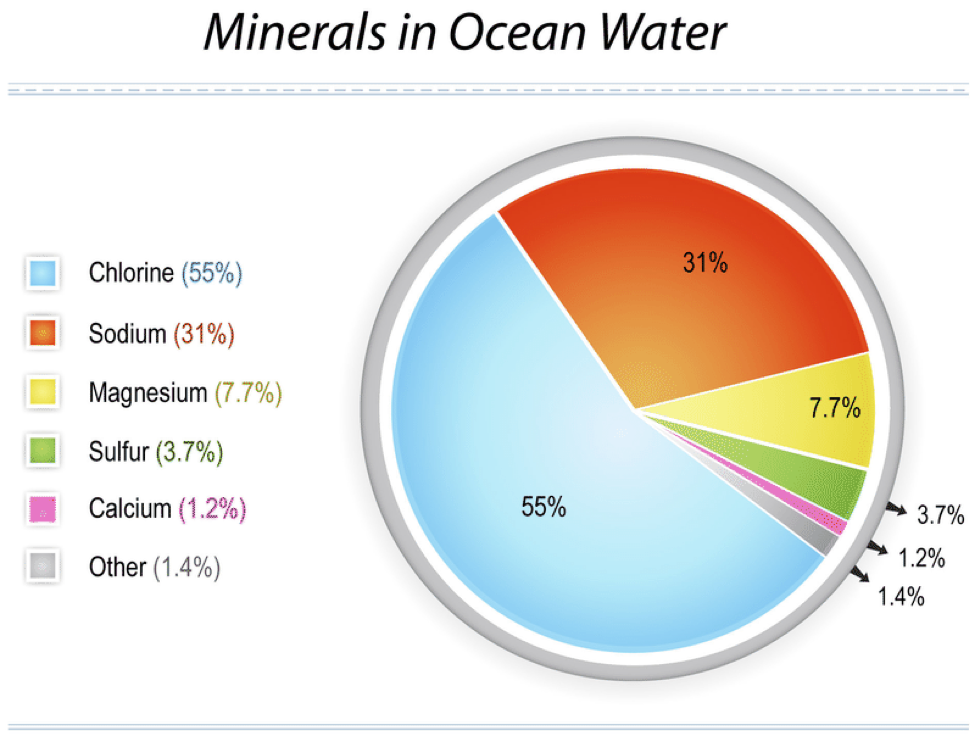 Minerals in Ocean Water
Chlorine (55%)
Sodium (31%)
Magnesium (7.7%)
Sulfur (3.7%)
Calcium (1.2%)
Other (1.4%)
31%
7.7%
55%
3.7%
1.2%
1.4%